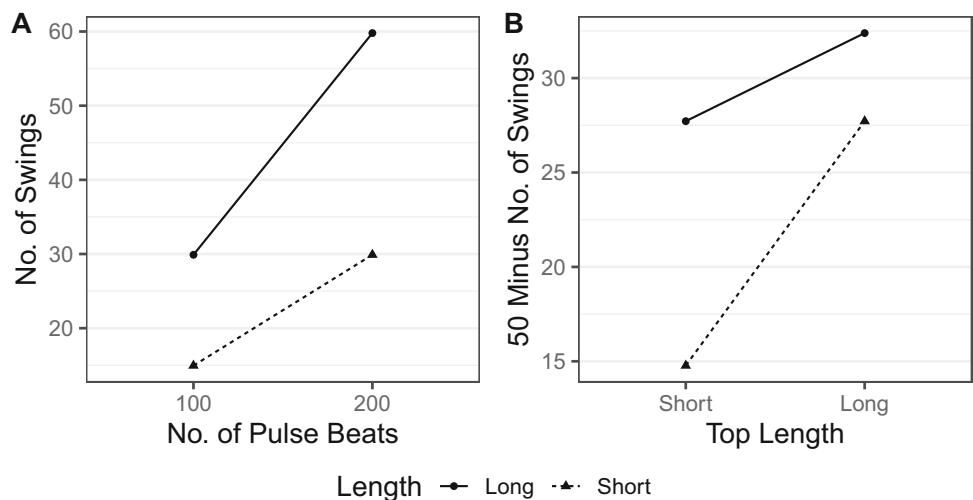 A
No. of Swings
60
50
40
30
20
100
200
No. of Pulse Beats
B
50 Minus No. of Swings
30
25
20
15
Short
Long
Top Length
Length Long Short